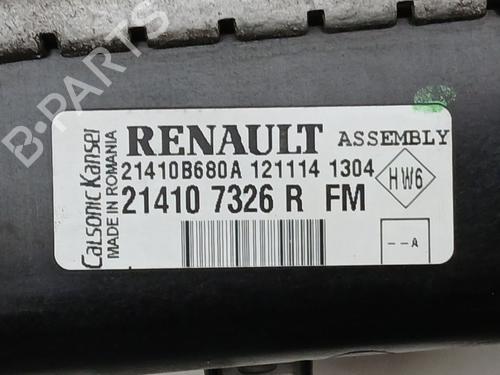 B-PARTS
Calsonic Kansei
MADE IN ROMANIA
RENAULT ASSEMBLY
21410B680A 121114 1304
21410 7326 R FM
HW6
--A